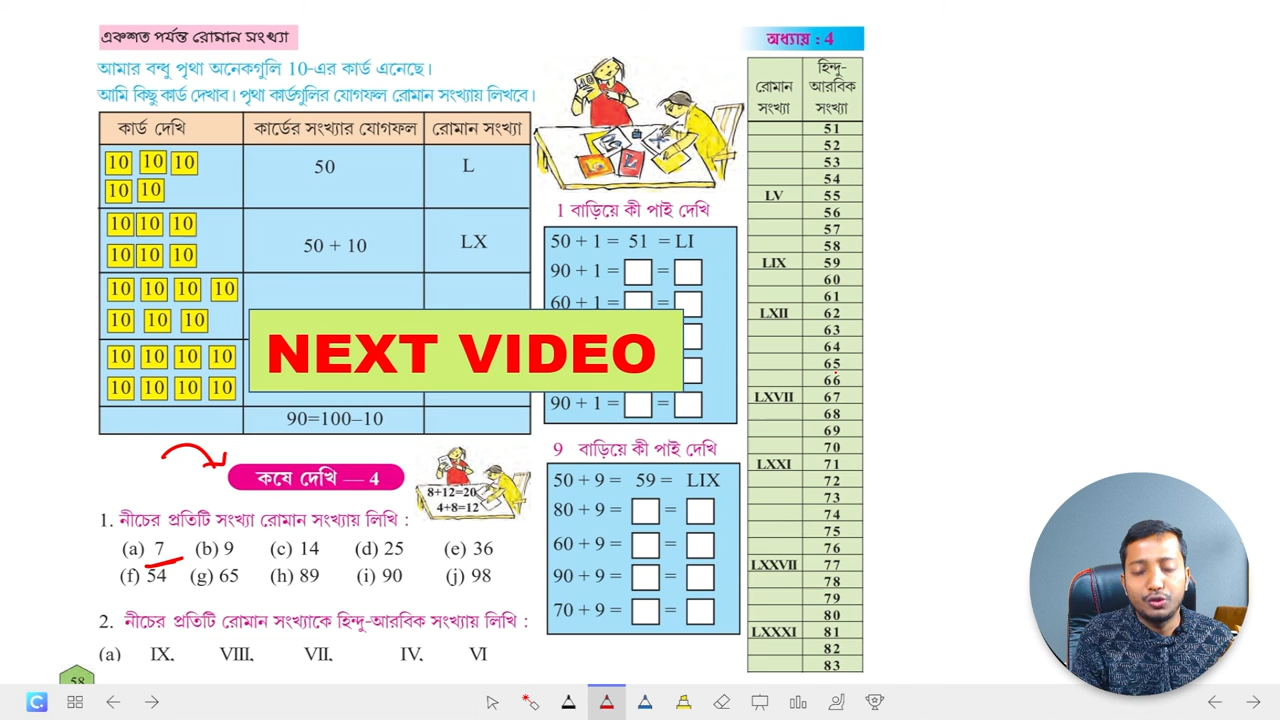 একশত পর্যন্ত রোমান সংখ্যা
আমার বন্ধু পৃথা অনেকগুলি 10-এর কার্ড এনেছে।
আমি কিছু কার্ড দেখাব। পৃথা কার্ডগুলির যোগফল রোমান সংখ্যায় লিখবে।
কার্ড দেখি কার্ডের সংখ্যার যোগফল রোমান সংখ্যা
10 10 10
10 10
50 L
10 10 10
10 10 10
50 + 10 LX
10 10 10 10
10 10 10
10 10 10 10
10 10 10 10
90=100–10
NEXT VIDEO
কষে দেখি — 4
8+12=20
4+8=12
1. নীচের প্রতিটি সংখ্যা রোমান সংখ্যায় লিখি :
(a) 7 (b) 9 (c) 14 (d) 25 (e) 36
(f) 54 (g) 65 (h) 89 (i) 90 (j) 98
2. নীচের প্রতিটি রোমান সংখ্যাকে হিন্দু-আরবিক সংখ্যায় লিখি :
(a) IX, VIII, VII, IV, VI
58
1 বাড়িয়ে কী পাই দেখি
50 + 1 = 51 = LI
90 + 1 = =
60 + 1 = =
90 + 1 = =
9 বাড়িয়ে কী পাই দেখি
50 + 9 = 59 = LIX
80 + 9 = =
60 + 9 = =
90 + 9 = =
70 + 9 = =
অধ্যায় : 4
রোমান সংখ্যা হিন্দু-আরবিক সংখ্যা
51
52
53
54
LV 55
56
57
58
LIX 59
60
61
LXII 62
63
64
65
66
LXVII 67
68
69
70
LXXI 71
72
73
74
75
76
LXXVII 77
78
79
80
LXXXI 81
82
83